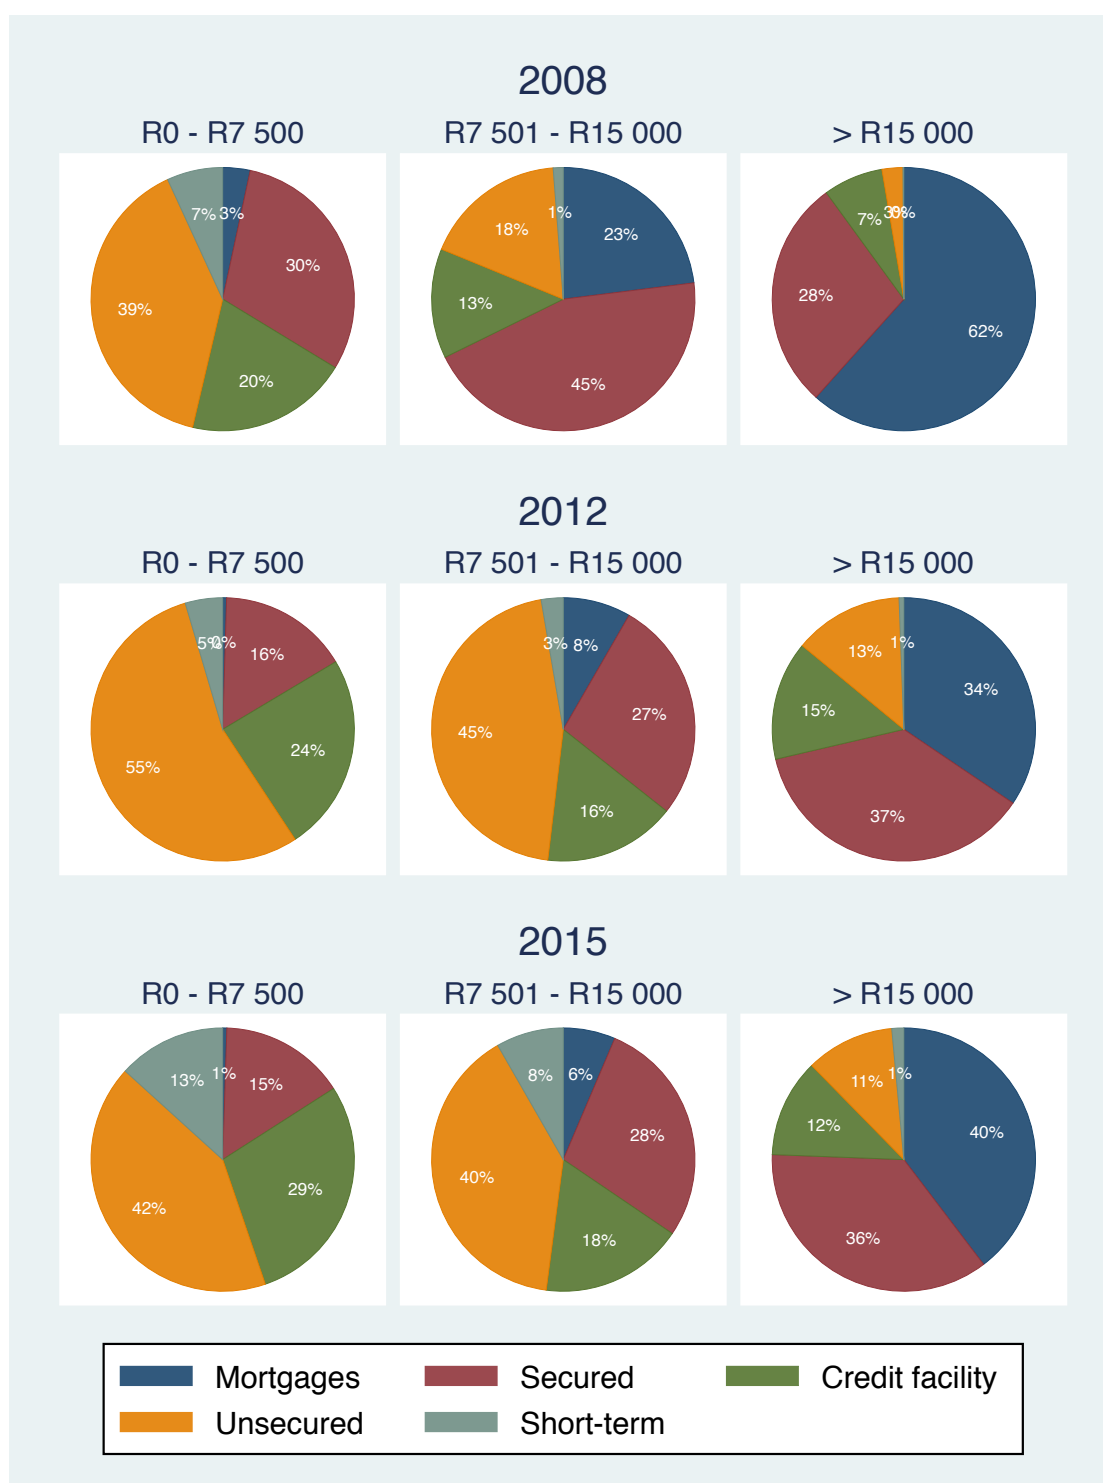 2008
R0 - R7 500 R7 501 - R15 000 > R15 000
7% 3% 1% 3% 0%
18% 23% 7%
30% 28%
39% 13% 62%
20% 45%
2012
R0 - R7 500 R7 501 - R15 000 > R15 000
5% 0% 16% 3% 8% 13% 1%
55% 24% 45% 27% 15% 34%
16% 37%
2015
R0 - R7 500 R7 501 - R15 000 > R15 000
13% 1% 15% 8% 6% 11% 1%
42% 29% 40% 28% 12% 40%
18% 36%
Mortgages Secured Credit facility
Unsecured Short-term